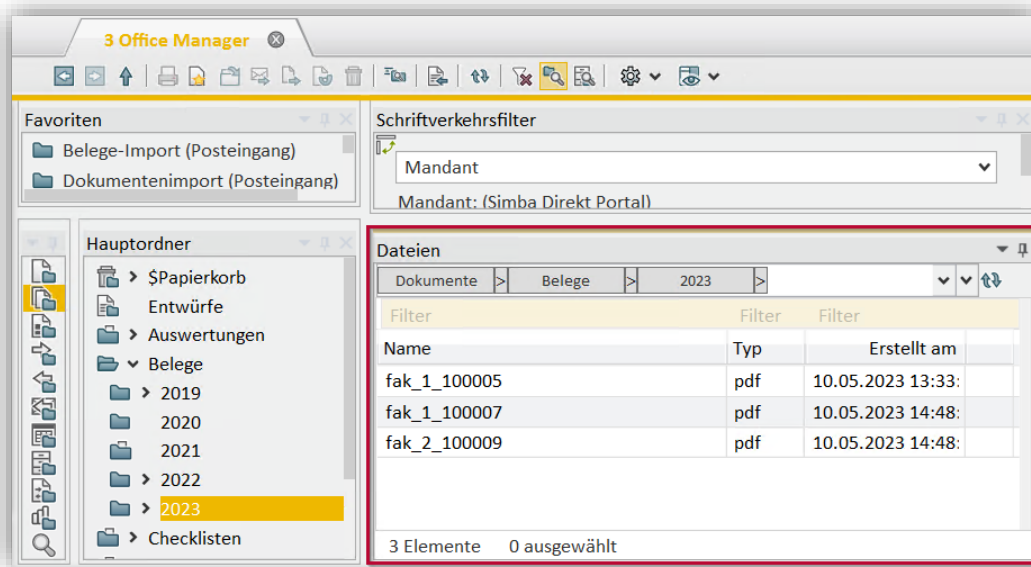 3 Office Manager
Favoriten
Belege-Import (Posteingang)
Dokumentenimport (Posteingang)
Schriftverkehrsfilter
Mandant
Mandant: (Simba Direkt Portal)
Hauptordner
$Papierkorb
Entwürfe
Auswertungen
Belege
2019
2020
2021
2022
2023
Checklisten
Dateien
Dokumente > Belege > 2023 >
Filter Filter Filter
Name Typ Erstellt am
fak_1_100005 pdf 10.05.2023 13:33:
fak_1_100007 pdf 10.05.2023 14:48:
fak_2_100009 pdf 10.05.2023 14:48:
3 Elemente 0 ausgewählt